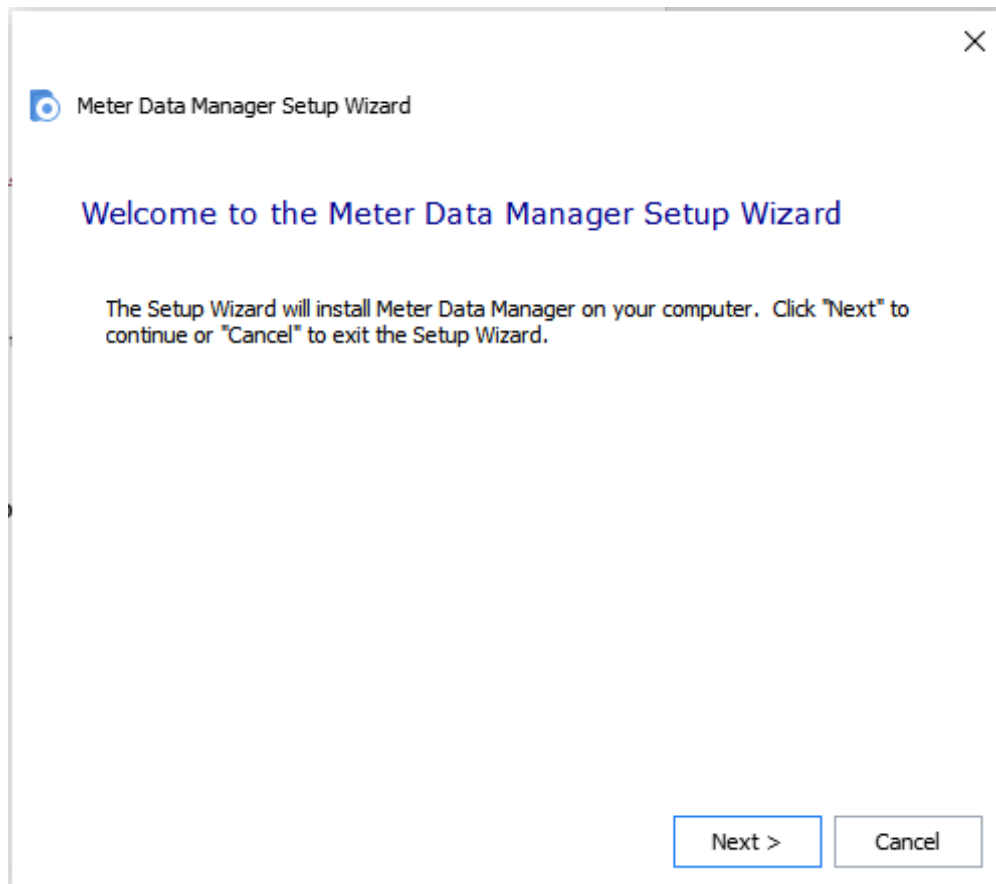 Meter Data Manager Setup Wizard
Welcome to the Meter Data Manager Setup Wizard
The Setup Wizard will install Meter Data Manager on your computer.  Click "Next" to
continue or "Cancel" to exit the Setup Wizard.
Next >
Cancel